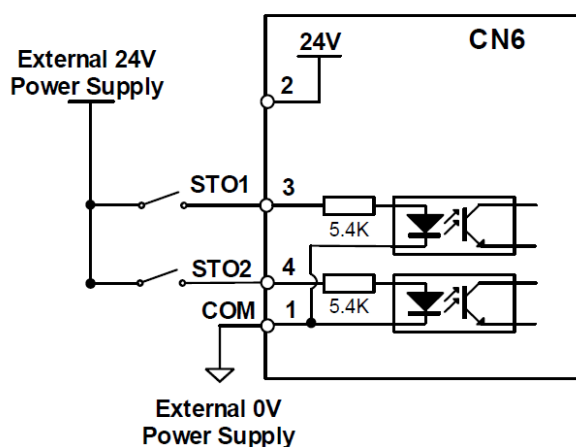 CN6
24V
External 24V
Power Supply
2
STO1
3
5.4K
STO2
4
5.4K
COM
1
External 0V
Power Supply